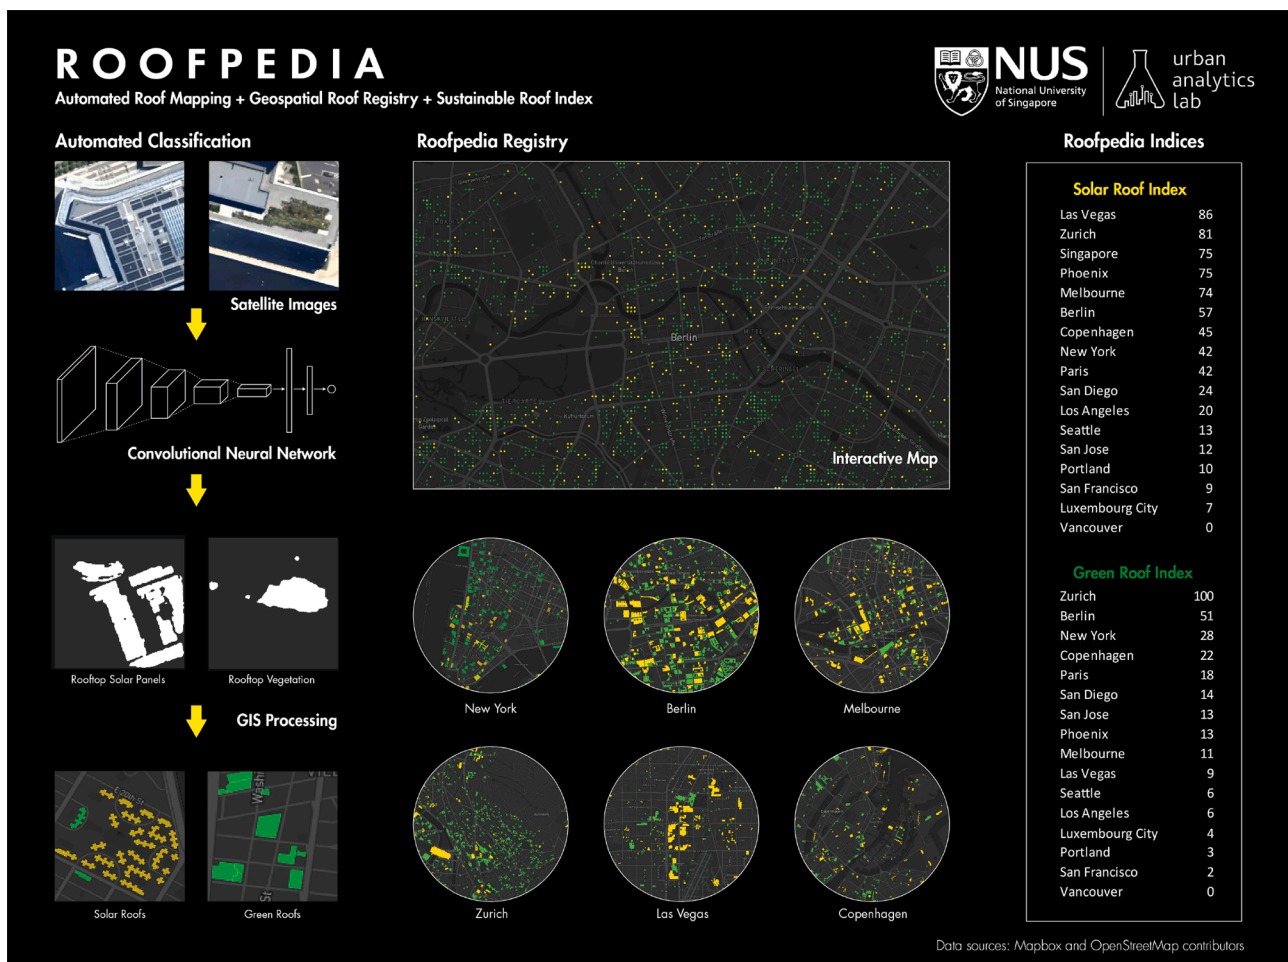 ROOFPEDIA
Automated Roof Mapping + Geospatial Roof Registry + Sustainable Roof Index
NUS
National University
of Singapore
urban
analytics
lab
Automated Classification
Satellite Images
Convolutional Neural Network
Rooftop Solar Panels
Rooftop Vegetation
GIS Processing
E 20th St
Washi
St
Solar Roofs
Green Roofs
Roofpedia Registry
Berlin
MITTE
Interactive Map
New York
Berlin
Melbourne
Zurich
Las Vegas
Copenhagen
Roofpedia Indices
Solar Roof Index
Las Vegas 86
Zurich 81
Singapore 75
Phoenix 75
Melbourne 74
Berlin 57
Copenhagen 45
New York 42
Paris 42
San Diego 24
Los Angeles 20
Seattle 13
San Jose 12
Portland 10
San Francisco 9
Luxembourg City 7
Vancouver 0
Green Roof Index
Zurich 100
Berlin 51
New York 28
Copenhagen 22
Paris 18
San Diego 14
San Jose 13
Phoenix 13
Melbourne 11
Las Vegas 9
Seattle 6
Los Angeles 6
Luxembourg City 4
Portland 3
San Francisco 2
Vancouver 0
Data sources: Mapbox and OpenStreetMap contributors